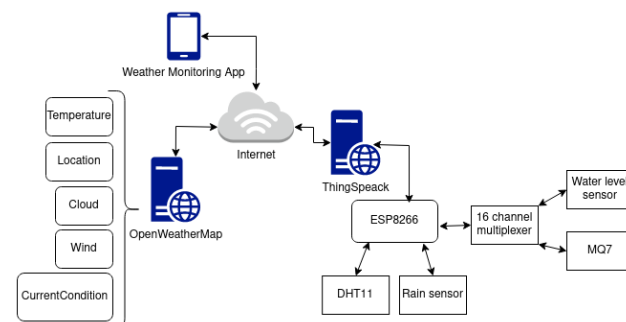 Weather Monitoring App
Temperature
Location
Cloud
Wind
CurrentCondition
OpenWeatherMap
Internet
ThingSpeack
ESP8266
16 channel
multiplexer
Water level
sensor
MQ7
DHT11
Rain sensor